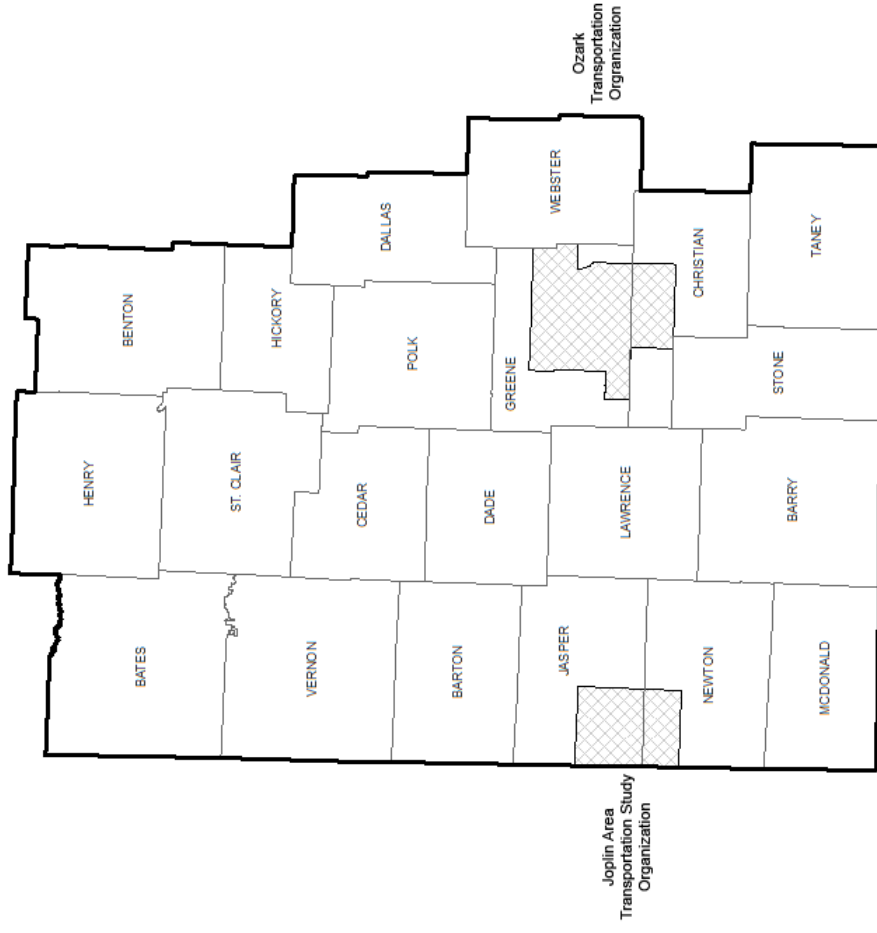 HENRY
BENTON
BATES
ST. CLAIR
HICKORY
VERNON
CEDAR
DALLAS
POLK
BARTON
DADE
GREENE
WEBSTER
Ozark
Transportation
Orgranization
JASPER
LAWRENCE
CHRISTIAN
NEWTON
STONE
TANEY
BARRY
MCDONALD
Joplin Area
Transportation Study
Organization